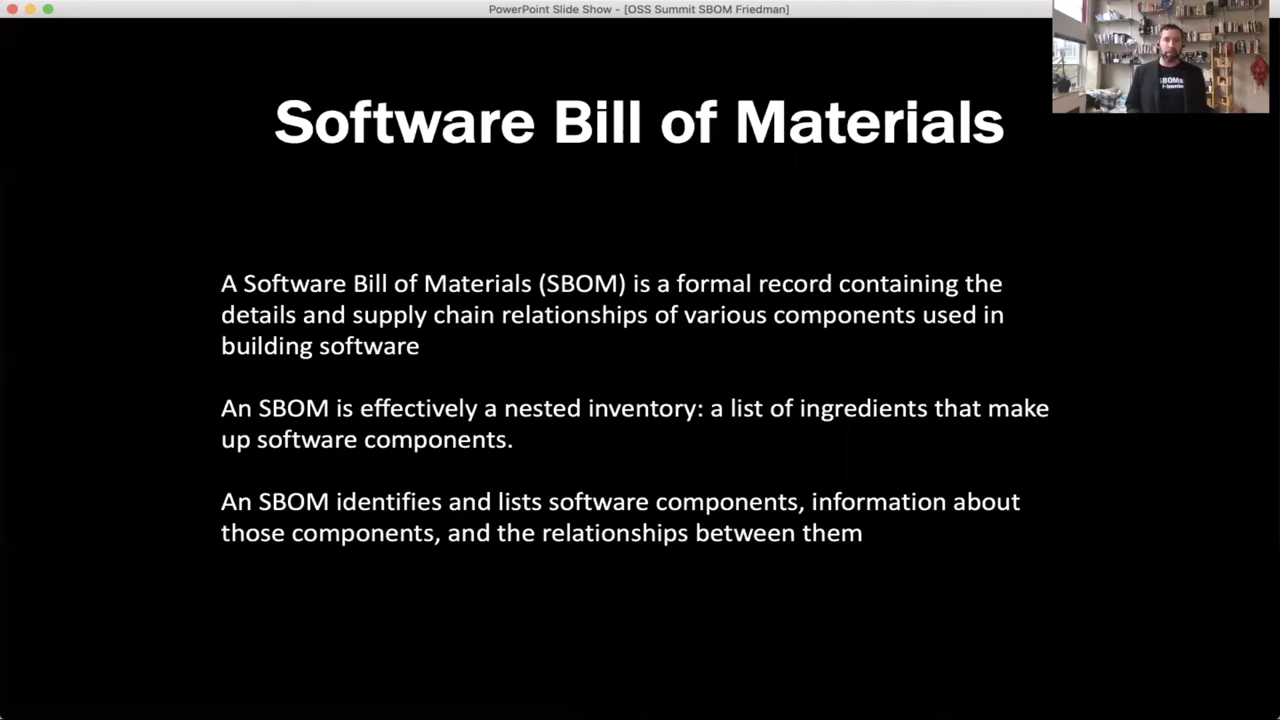 PowerPoint Slide Show - [OSS Summit SBOM Friedman]
Software Bill of Materials
A Software Bill of Materials (SBOM) is a formal record containing the
details and supply chain relationships of various components used in
building software
An SBOM is effectively a nested inventory: a list of ingredients that make
up software components.
An SBOM identifies and lists software components, information about
those components, and the relationships between them